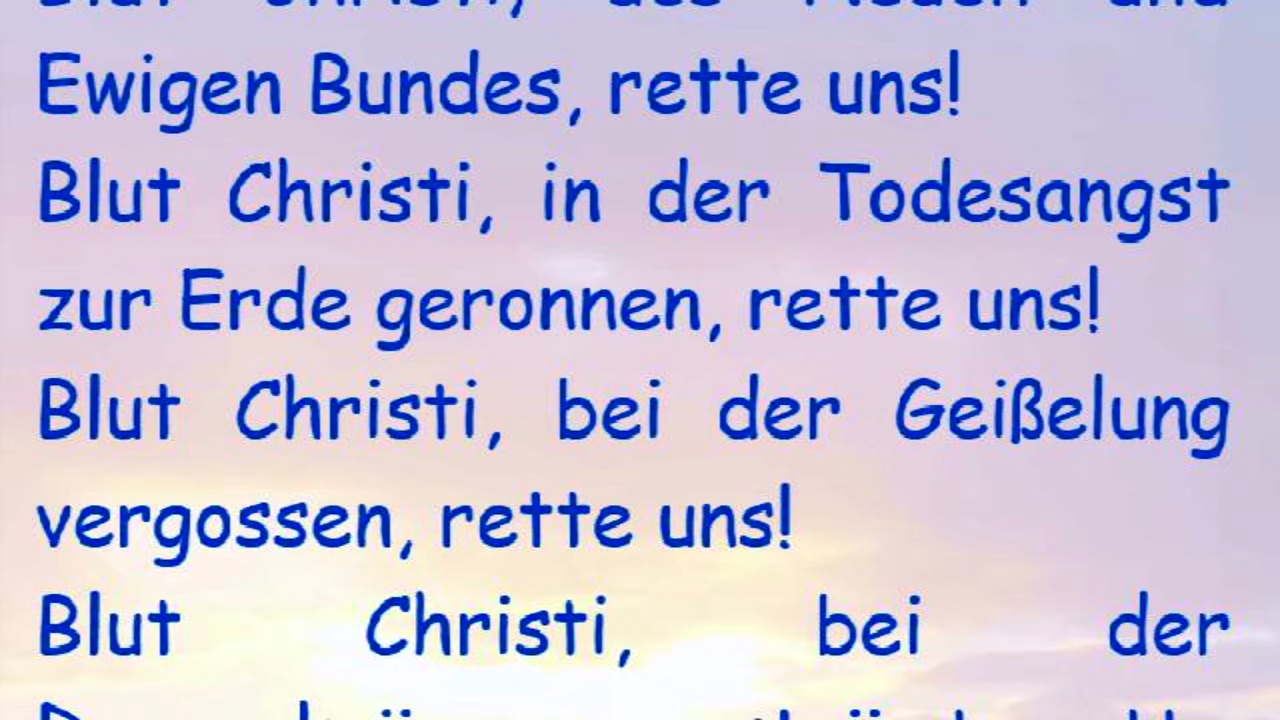 Ewigen Bundes, rette uns!
Blut Christi, in der Todesangst
zur Erde geronnen, rette uns!
Blut Christi, bei der Geißelung
vergossen, rette uns!
Blut Christi, bei der